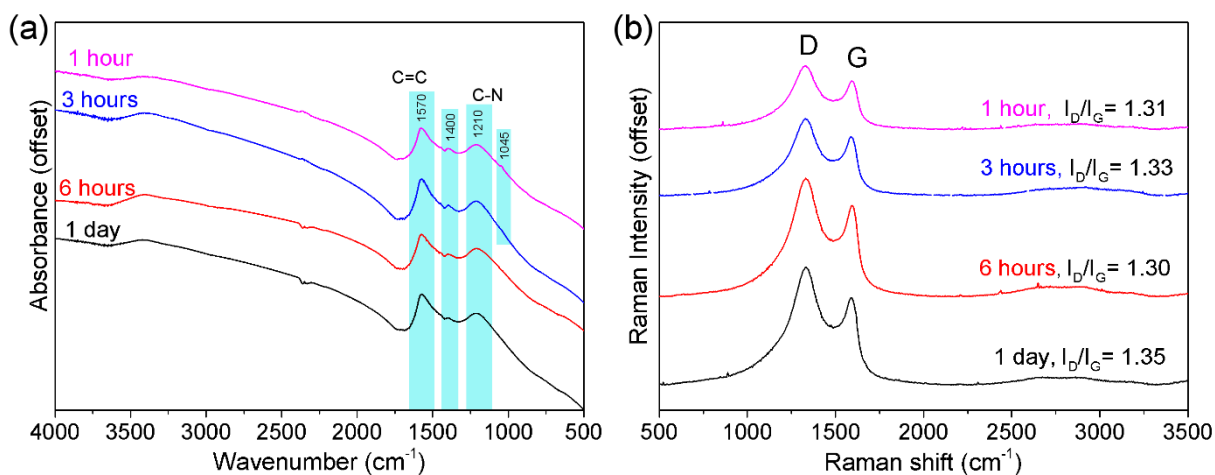 (a)
1 hour
3 hours
6 hours
1 day
C=C
C-N
1570
1400
1210
1045
Absorbance (offset)
4000 3500 3000 2500 2000 1500 1000 500
Wavenumber (cm⁻¹)
(b)
D
G
1 hour, I_D/I_G= 1.31
3 hours, I_D/I_G= 1.33
6 hours, I_D/I_G= 1.30
1 day, I_D/I_G= 1.35
Raman Intensity (offset)
500 1000 1500 2000 2500 3000 3500
Raman shift (cm⁻¹)